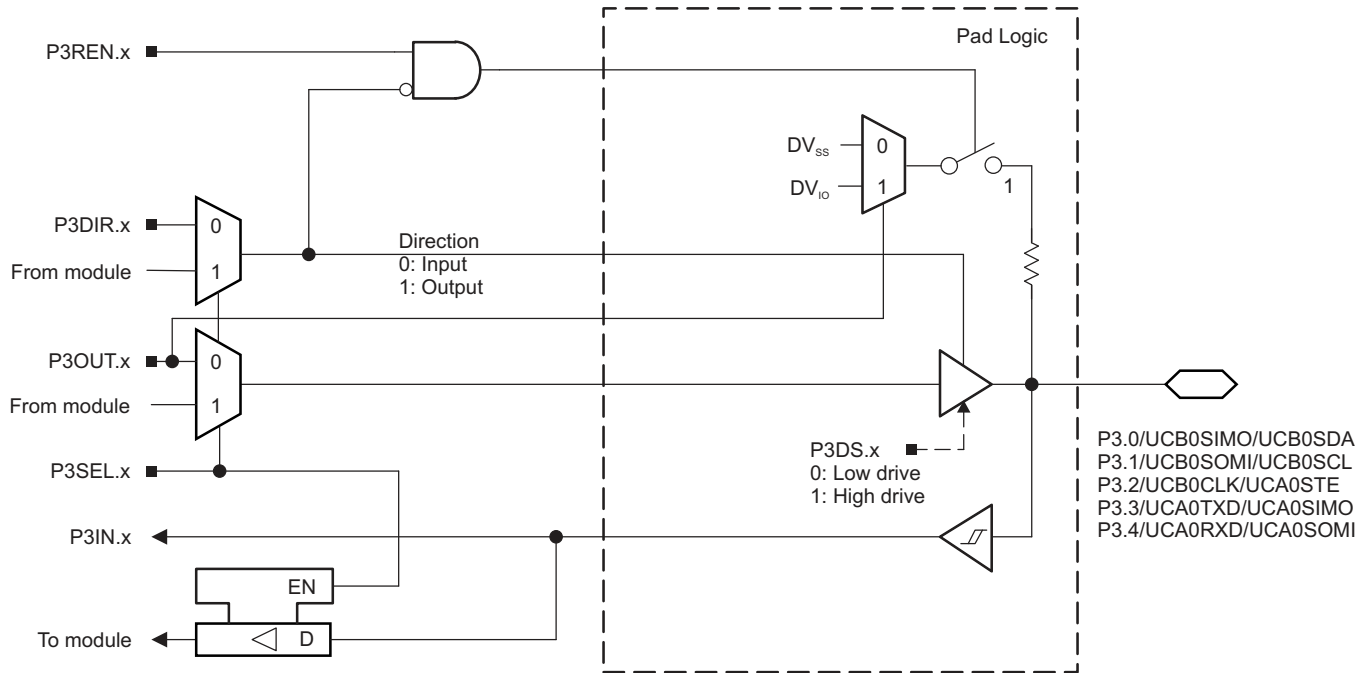 Pad Logic
P3REN.x
DVSS
0
DVIO
1
1
P3DIR.x
0
From module
1
Direction
0: Input
1: Output
P3OUT.x
0
From module
1
P3SEL.x
P3DS.x
0: Low drive
1: High drive
P3.0/UCB0SIMO/UCB0SDA
P3.1/UCB0SOMI/UCB0SCL
P3.2/UCB0CLK/UCA0STE
P3.3/UCA0TXD/UCA0SIMO
P3.4/UCA0RXD/UCA0SOMI
P3IN.x
EN
To module
D